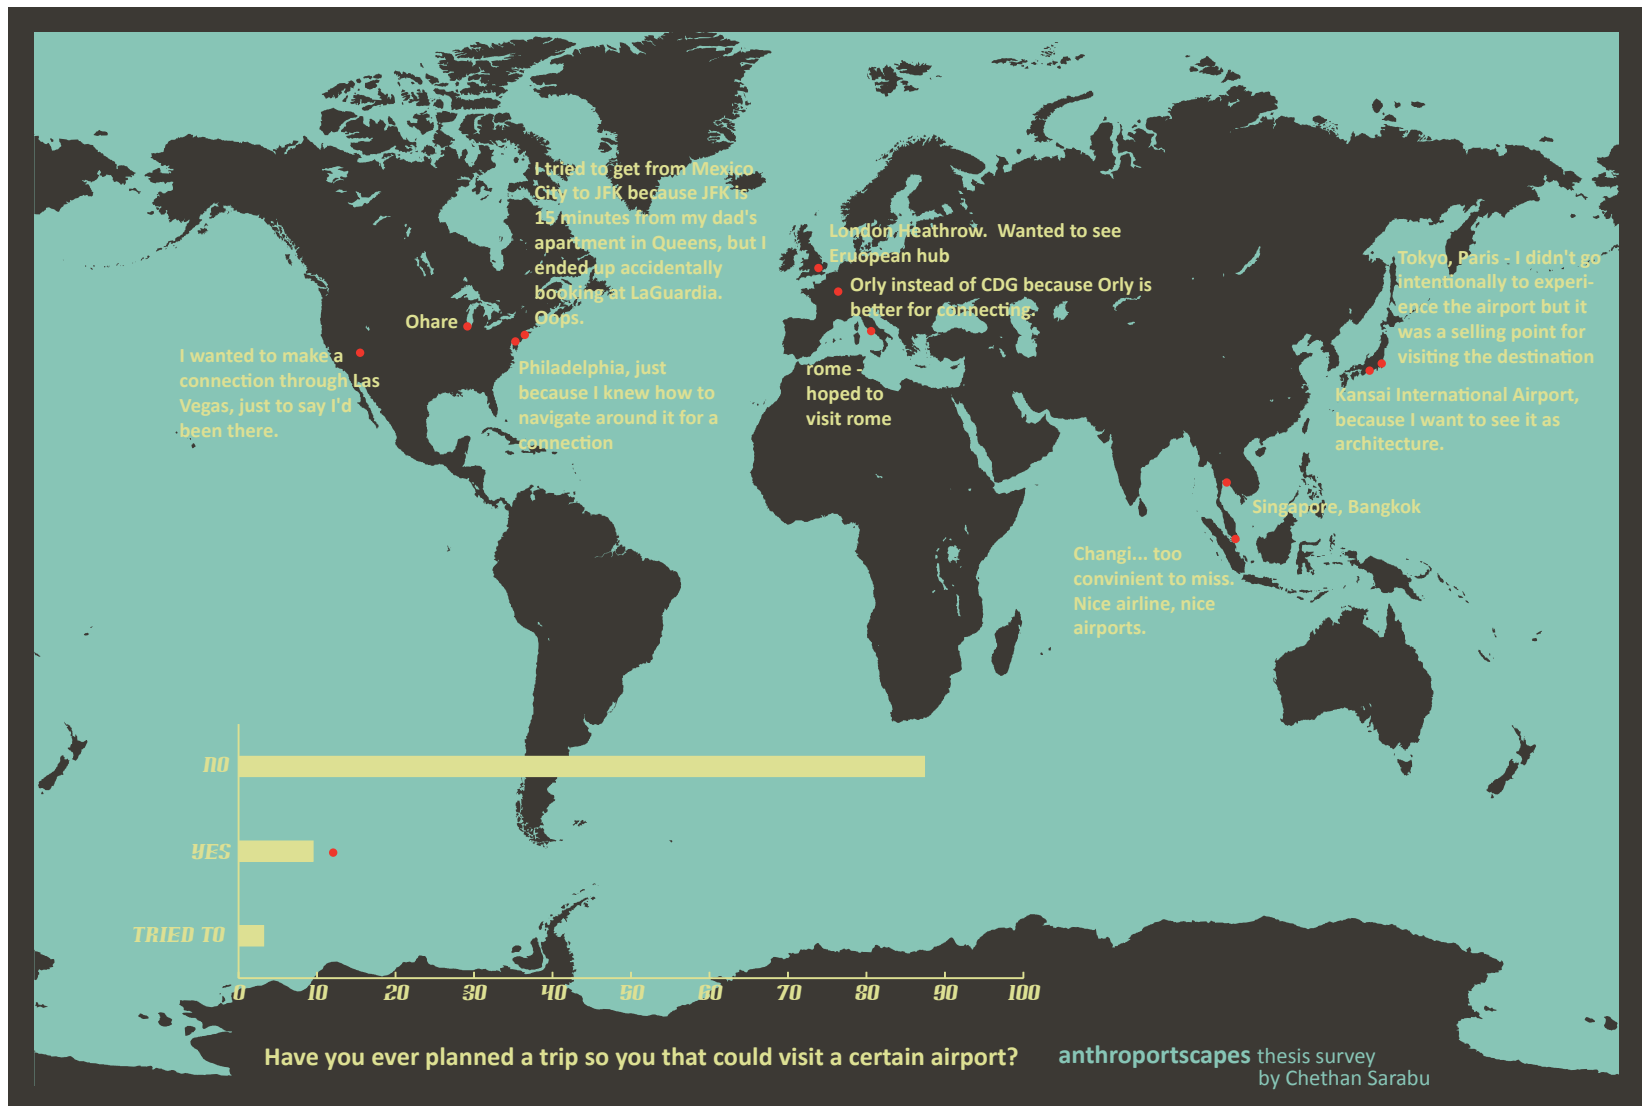 I tried to get from Mexico
City to JFK because JFK is
15 minutes from my dad's
apartment in Queens, but I
ended up accidentally
booking at LaGuardia.
Oops.
London Heathrow. Wanted to see
Eruopean hub
Orly instead of CDG because Orly is
better for connecting.
Tokyo, Paris - I didn't go
intentionally to experi-
ence the airport but it
was a selling point for
visiting the destination
Ohare
I wanted to make a
connection through Las
Vegas, just to say I'd
been there.
Philadelphia, just
because I knew how to
navigate around it for a
connection
rome -
hoped to
visit rome
Kansai International Airport,
because I want to see it as
architecture.
Singapore, Bangkok
Changi... too
convinient to miss.
Nice airline, nice
airports.
NO
YES
TRIED TO
0 10 20 30 40 50 60 70 80 90 100
Have you ever planned a trip so you that could visit a certain airport?
anthroportscapes thesis survey
by Chethan Sarabu